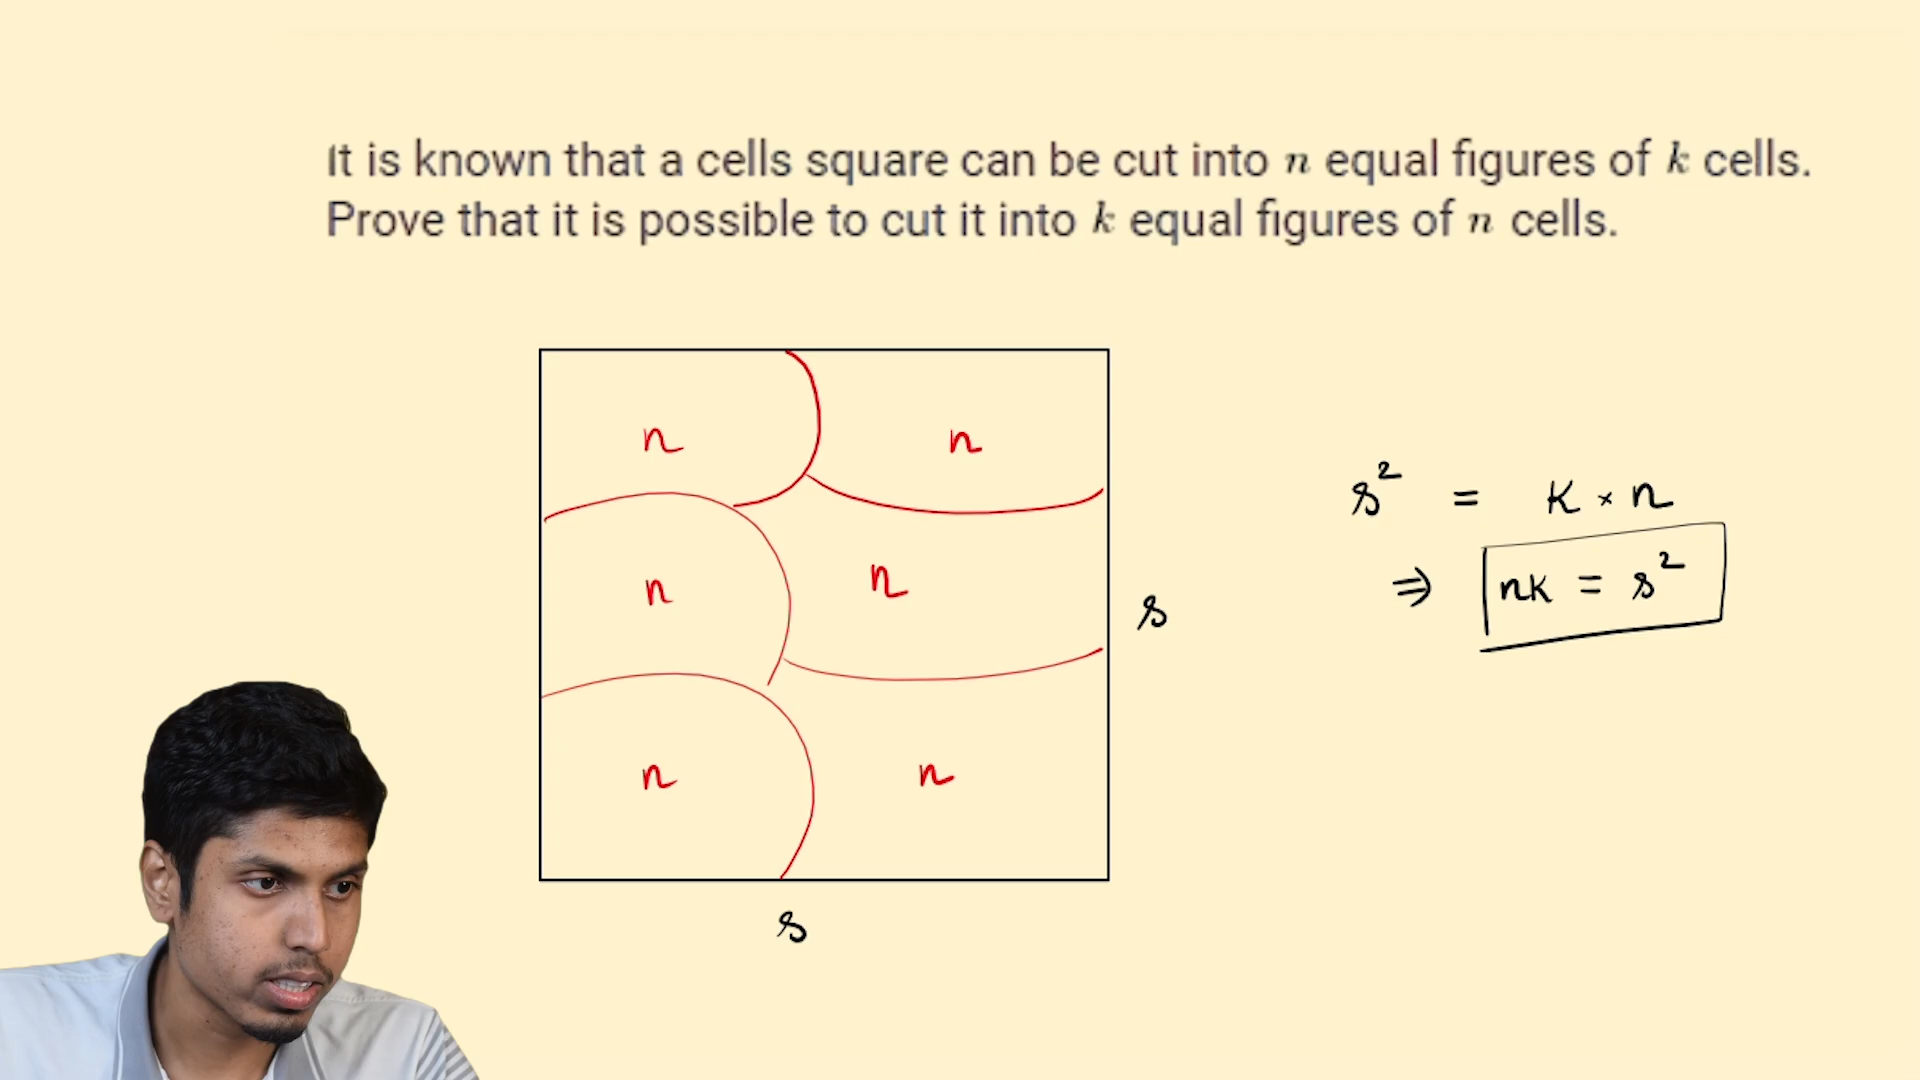 It is known that a cells square can be cut into n equal figures of k cells.
Prove that it is possible to cut it into k equal figures of n cells.
n n
n n
n n
s
s
s² = K × n
⇒ nK = s²